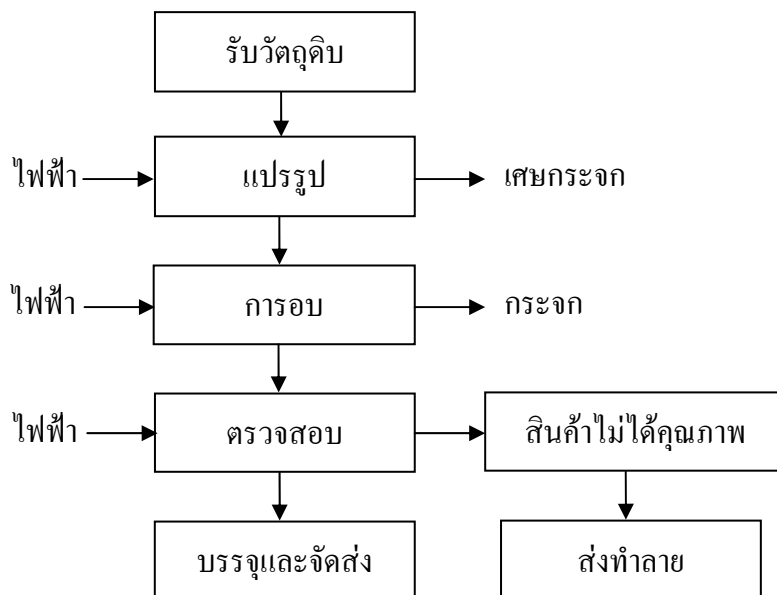 รับวัตถุดิบ
ไฟฟ้า แปรรูป เศษกระจก
ไฟฟ้า การอบ กระจก
ไฟฟ้า ตรวจสอบ สินค้าไม่ได้คุณภาพ
บรรจุและจัดส่ง ส่งทำลาย